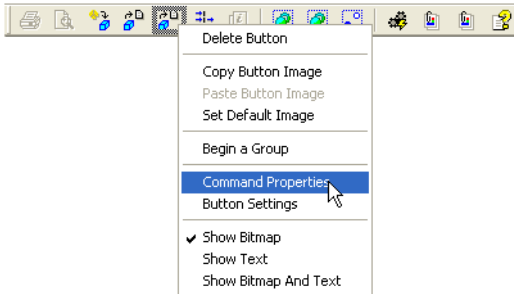 Delete Button
Copy Button Image
Paste Button Image
Set Default Image
Begin a Group
Command Properties
Button Settings
Show Bitmap
Show Text
Show Bitmap And Text